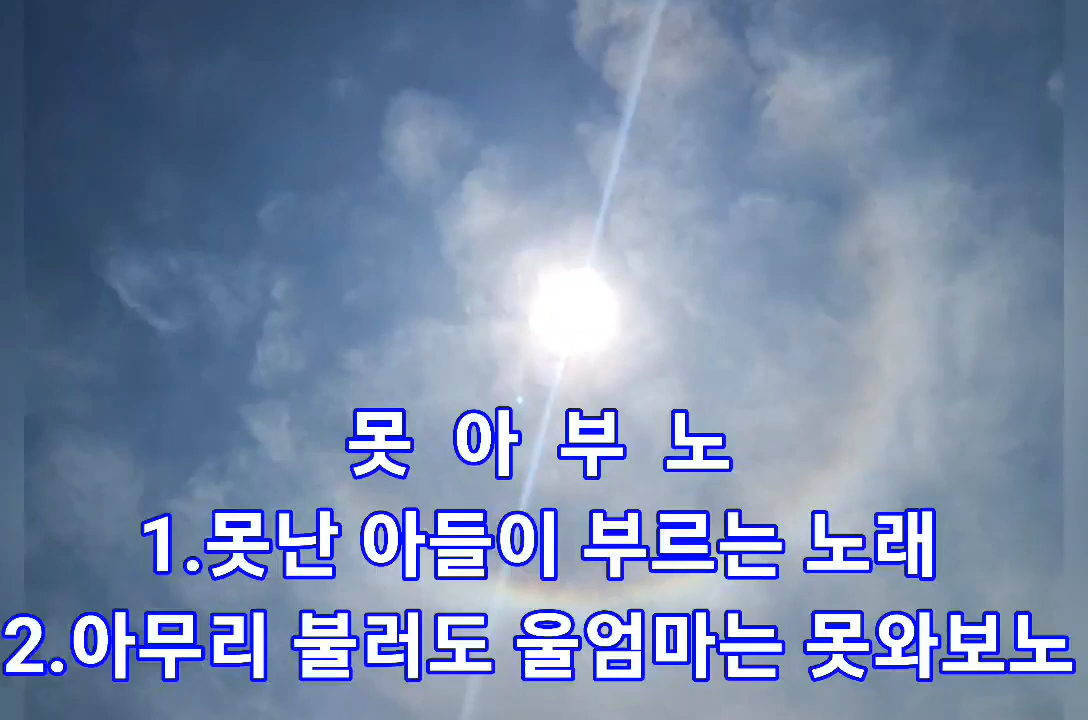 못 아 부 노
1.못난 아들이 부르는 노래
2.아무리 불러도 울엄마는 못와보노